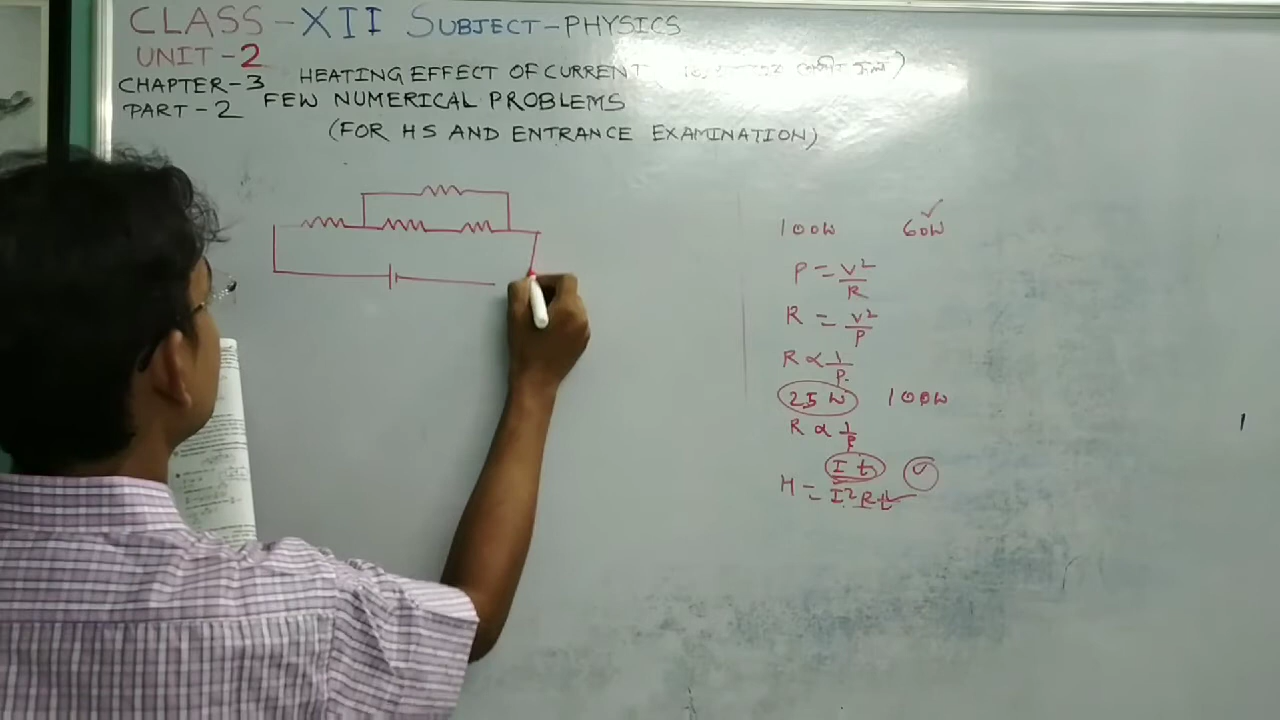 CLASS-XII SUBJECT-PHYSICS
UNIT-2
CHAPTER-3 HEATING EFFECT OF CURRENT
PART-2 FEW NUMERICAL PROBLEMS
(FOR HS AND ENTRANCE EXAMINATION)
100W 60W ✓
P = V²/R
R = V²/P
R ∝ 1/P
25W 100W
R ∝ 1/P
I t ✓
H = I²Rt